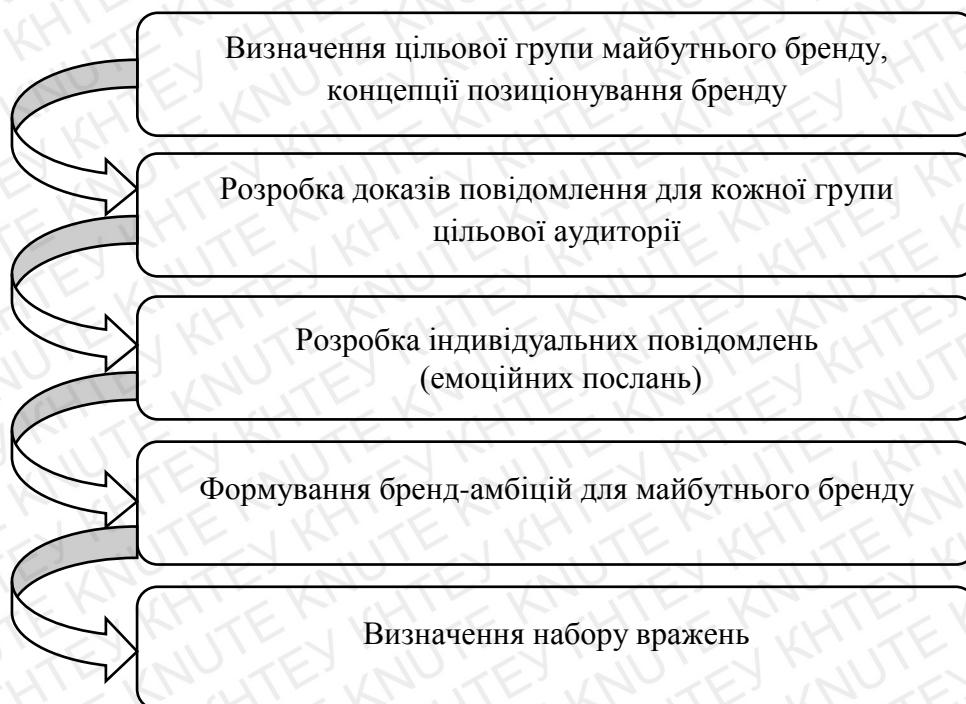 Визначення цільової групи майбутнього бренду,
концепції позиціонування бренду
Розробка доказів повідомлення для кожної групи
цільової аудиторії
Розробка індивідуальних повідомлень
(емоційних послань)
Формування бренд-амбіцій для майбутнього бренду
Визначення набору вражень